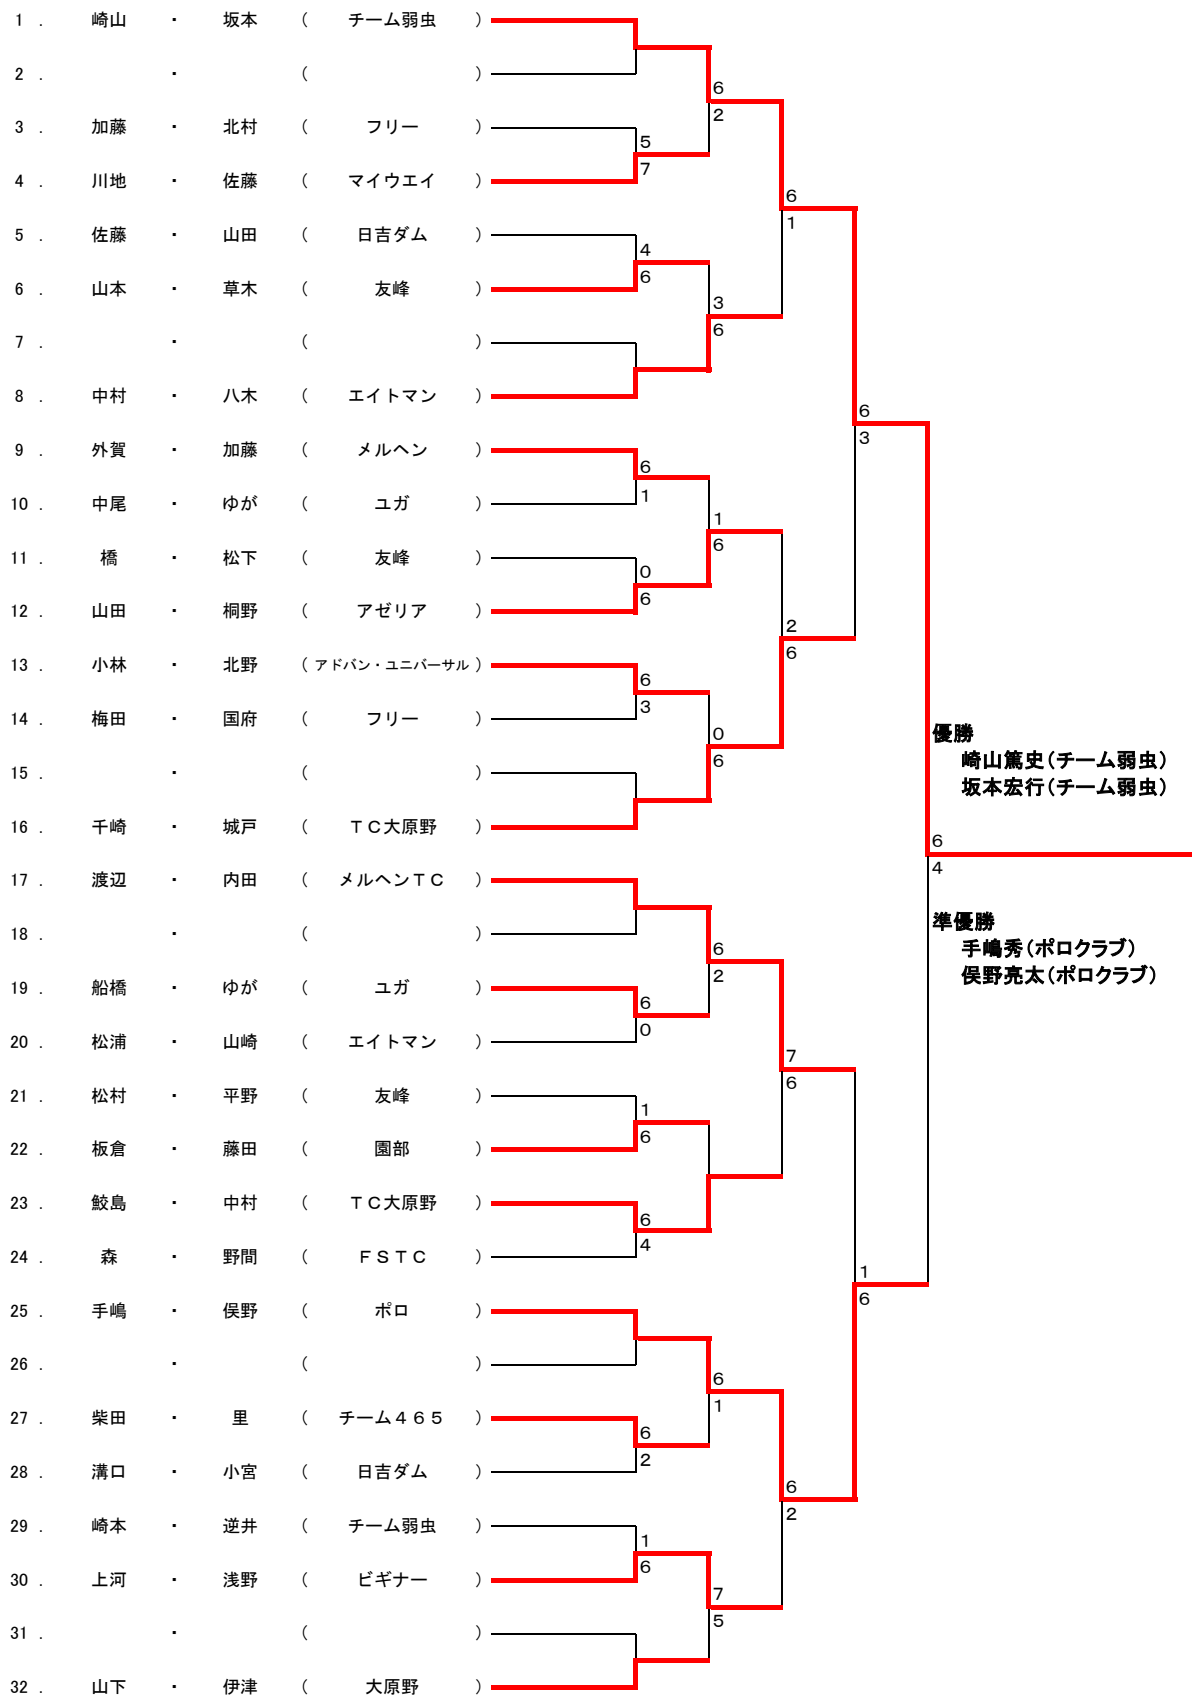 1 . 崎山 ・ 坂本 ( チーム弱虫 )
2 . ・ ( )
6
2
3 . 加藤 ・ 北村 ( フリー )
5
7
4 . 川地 ・ 佐藤 ( マイウエイ )
6
1
5 . 佐藤 ・ 山田 ( 日吉ダム )
4
6
6 . 山本 ・ 草木 ( 友峰 )
3
6
7 . ・ ( )
8 . 中村 ・ 八木 ( エイトマン )
6
3
9 . 外賀 ・ 加藤 ( メルヘン )
6
1
10 . 中尾 ・ ゆが ( ユガ )
1
6
11 . 橋 ・ 松下 ( 友峰 )
0
6
12 . 山田 ・ 桐野 ( アゼリア )
2
6
13 . 小林 ・ 北野 ( アドバン・ユニバーサル )
6
3
14 . 梅田 ・ 国府 ( フリー )
0
6
優勝
崎山篤史(チーム弱虫)
15 . ・ ( )
坂本宏行(チーム弱虫)
16 . 千崎 ・ 城戸 ( TC大原野 )
6
4
17 . 渡辺 ・ 内田 ( メルヘンTC )
準優勝
18 . ・ ( )
手嶋秀(ポロクラブ)
6
2
俣野亮太(ポロクラブ)
19 . 船橋 ・ ゆが ( ユガ )
6
0
20 . 松浦 ・ 山崎 ( エイトマン )
7
6
21 . 松村 ・ 平野 ( 友峰 )
1
6
22 . 板倉 ・ 藤田 ( 園部 )
23 . 鮫島 ・ 中村 ( TC大原野 )
6
4
24 . 森 ・ 野間 ( FSTC )
1
6
25 . 手嶋 ・ 俣野 ( ポロ )
26 . ・ ( )
6
1
27 . 柴田 ・ 里 ( チーム465 )
6
2
28 . 溝口 ・ 小宮 ( 日吉ダム )
6
2
29 . 崎本 ・ 逆井 ( チーム弱虫 )
1
6
30 . 上河 ・ 浅野 ( ビギナー )
7
5
31 . ・ ( )
32 . 山下 ・ 伊津 ( 大原野 )